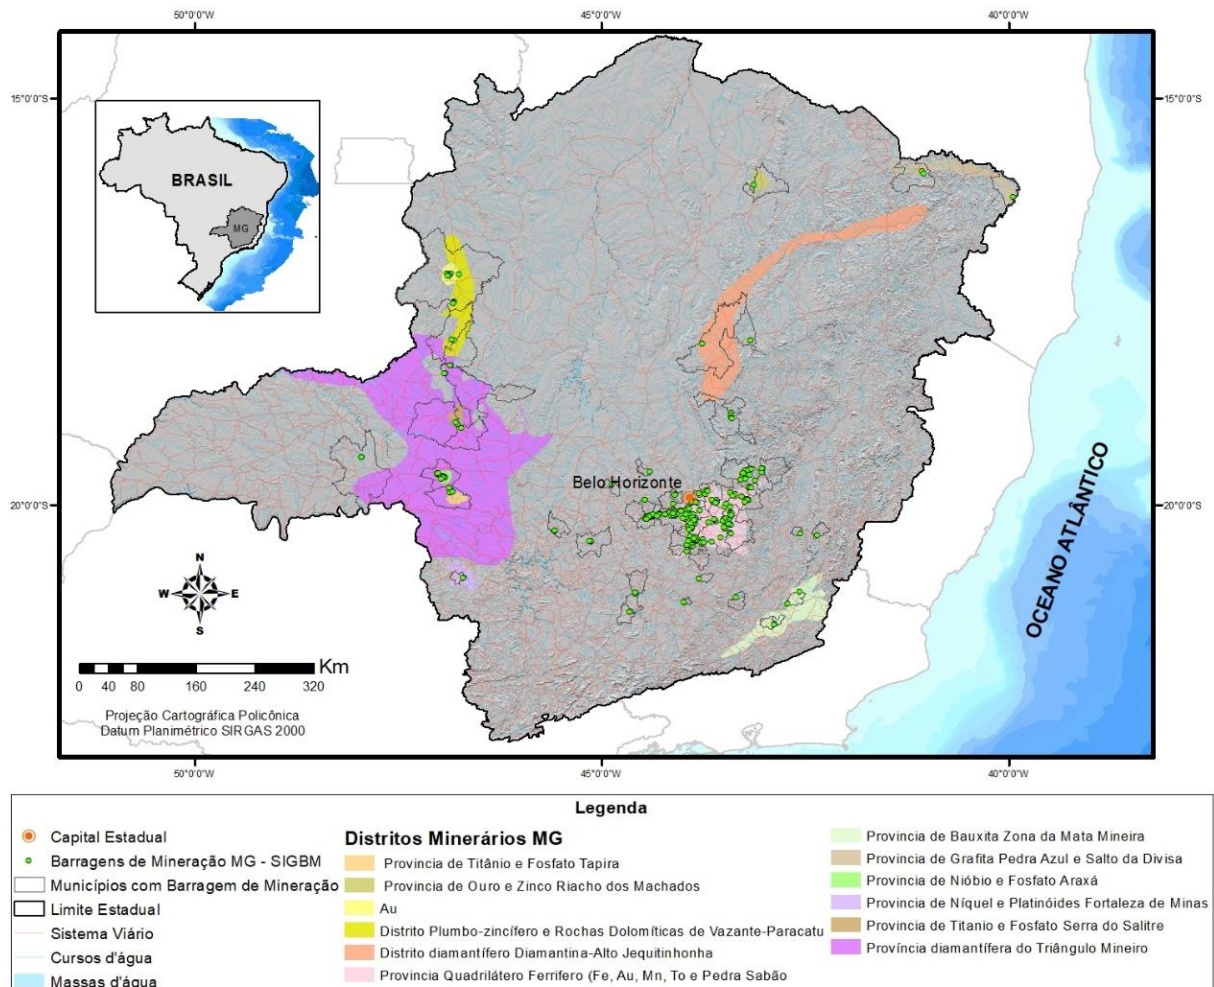 50°0'0"W 45°0'0"W 40°0'0"W
15°0'0"S 15°0'0"S
BRASIL
MG
Belo Horizonte
20°0'0"S 20°0'0"S
OCEANO ATLÂNTICO
N
W E
S
Km
0 40 80 160 240 320
Projeção Cartográfica Policônica
Datum Planimétrico SIRGAS 2000
50°0'0"W 45°0'0"W 40°0'0"W
Legenda
Capital Estadual
Barragens de Mineração MG - SIGBM
Municípios com Barragem de Mineração
Limite Estadual
Sistema Viário
Cursos d'água
Massas d'água
Distritos Minerários MG
Provincia de Titânio e Fosfato Tapira
Provincia de Ouro e Zinco Riacho dos Machados
Au
Distrito Plumbo-zincífero e Rochas Dolomíticas de Vazante-Paracatu
Distrito diamantífero Diamantina-Alto Jequitinhonha
Provincia Quadrilátero Ferrifero (Fe, Au, Mn, To e Pedra Sabão
Provincia de Bauxita Zona da Mata Mineira
Provincia de Grafita Pedra Azul e Salto da Divisa
Provincia de Nióbio e Fosfato Araxá
Provincia de Níquel e Platinóides Fortaleza de Minas
Provincia de Titanio e Fosfato Serra do Salitre
Província diamantífera do Triângulo Mineiro